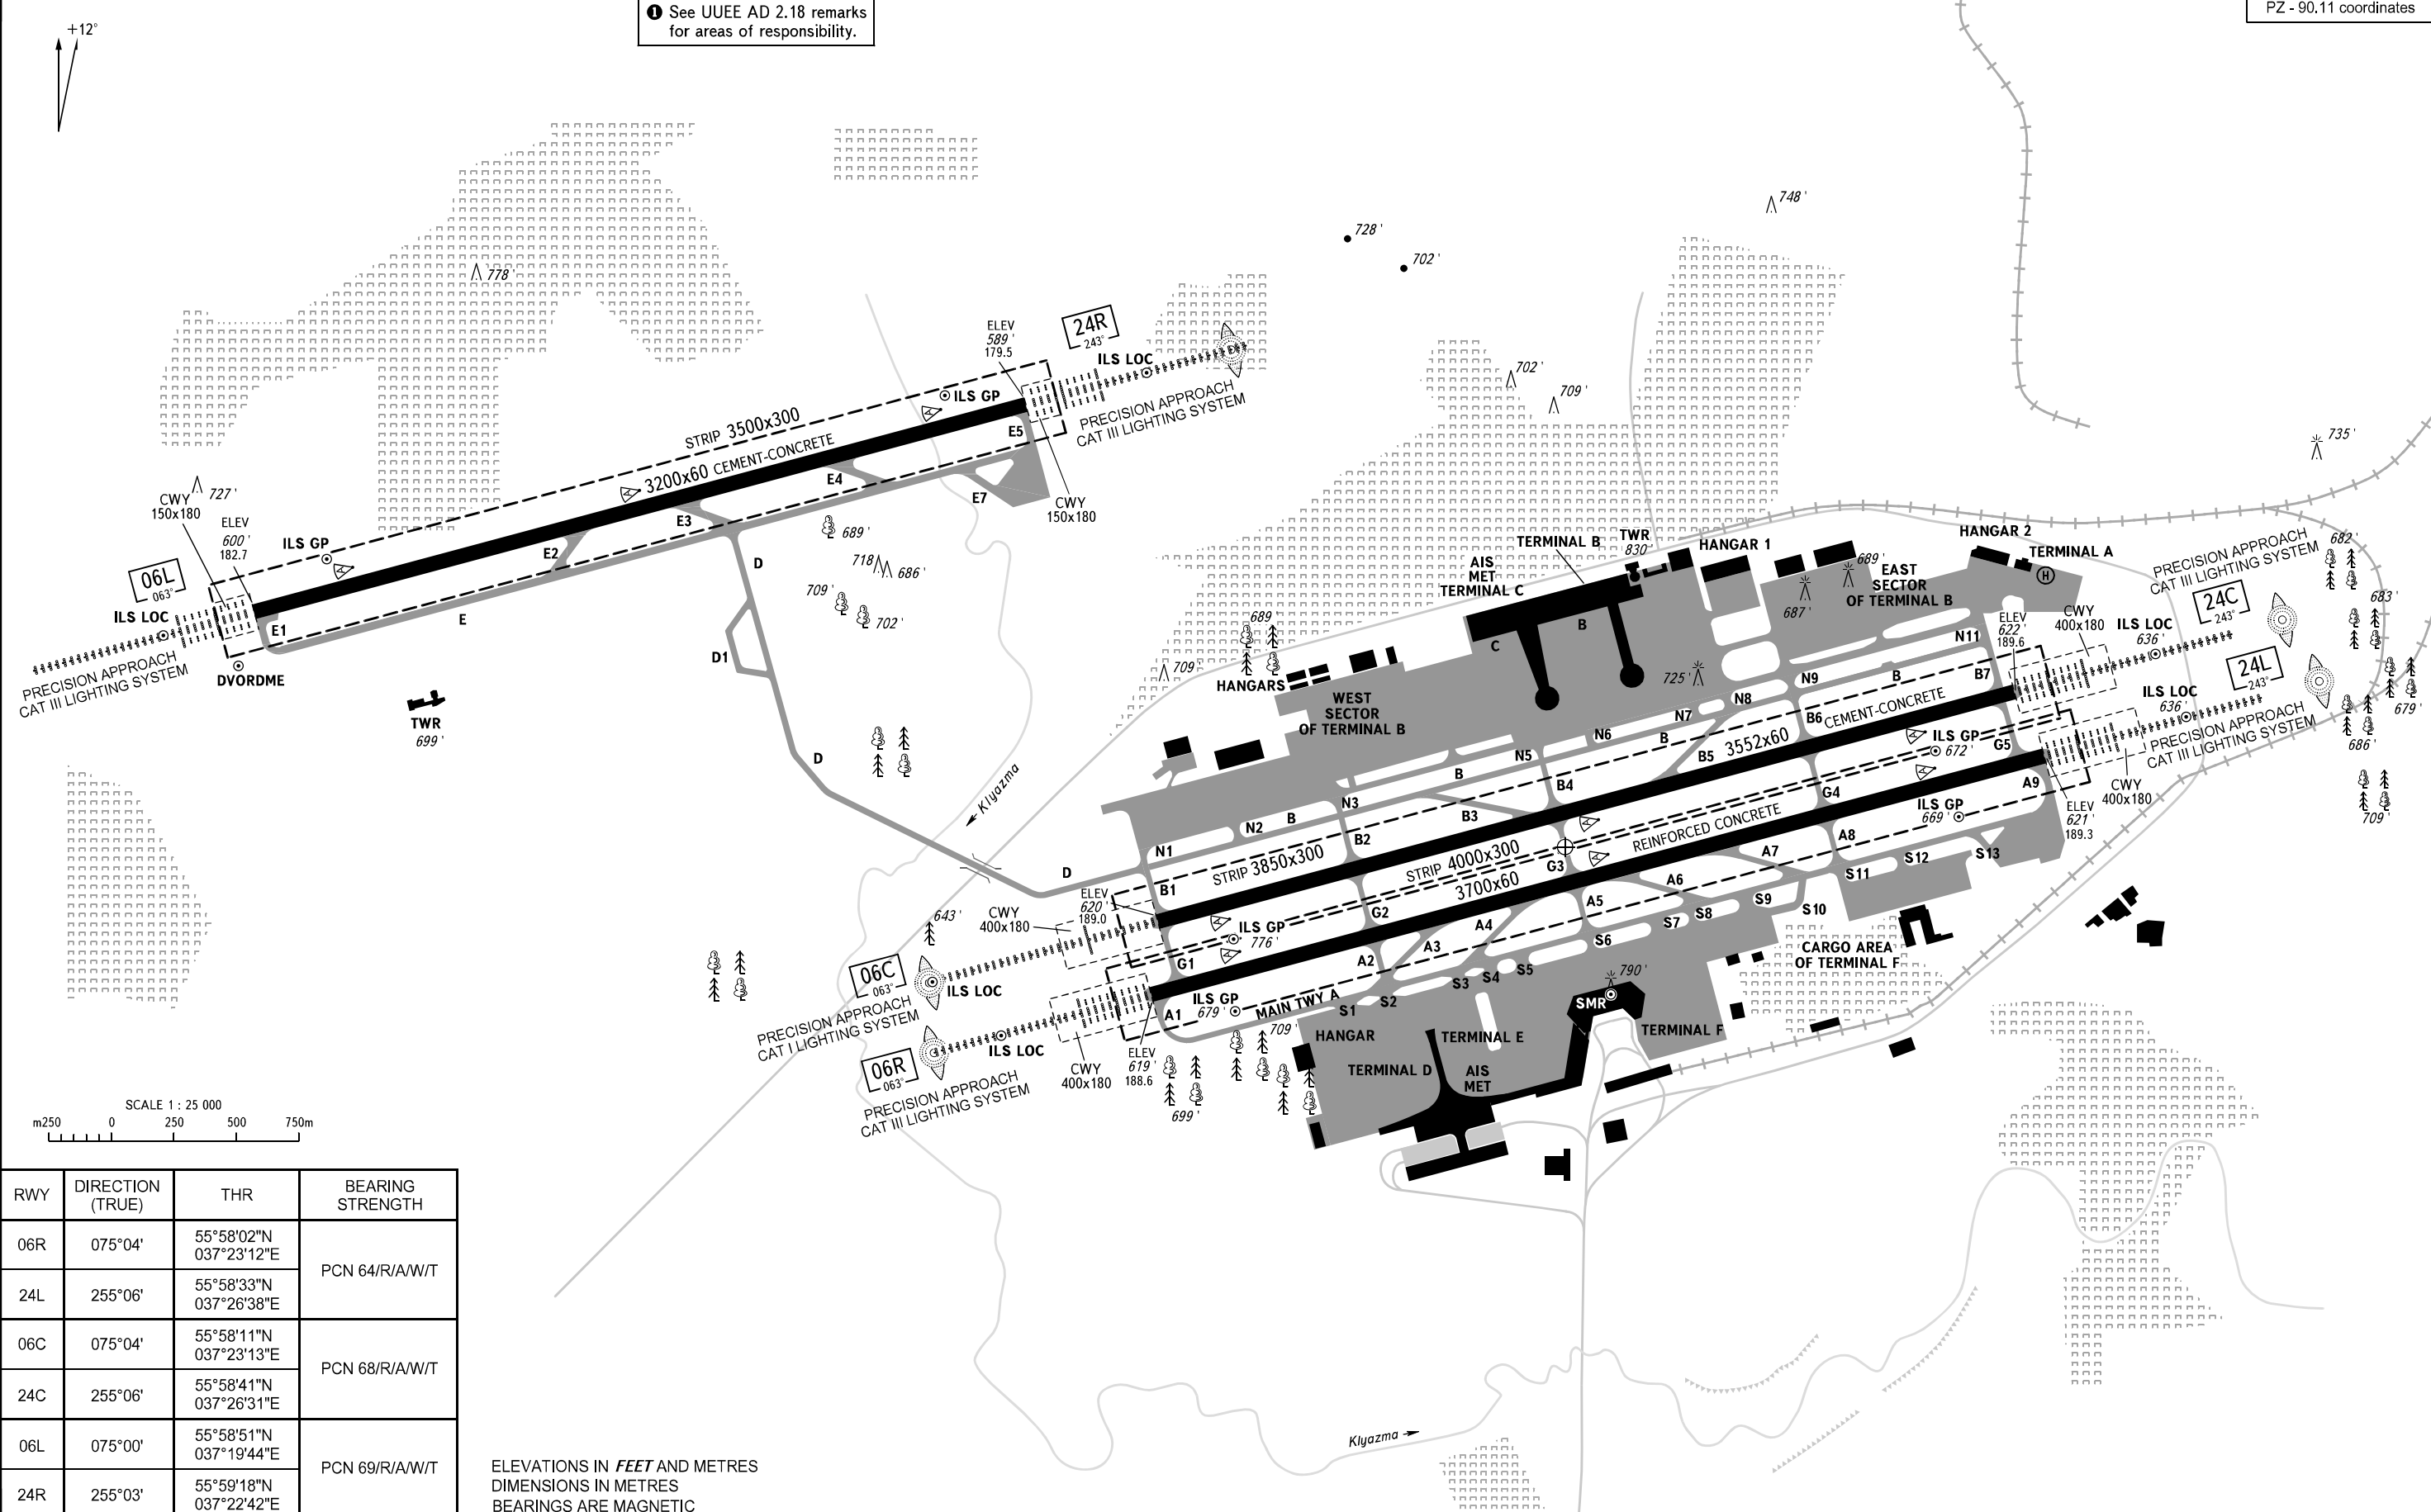 ❶ See UUEE AD 2.18 remarks
for areas of responsibility.
PZ - 90.11 coordinates
+12°
748'
728'
702'
778'
ELEV
589'
179.5
24R
243°
ILS LOC
PRECISION APPROACH
CAT III LIGHTING SYSTEM
ILS GP
STRIP 3500x300
3200x60 CEMENT-CONCRETE
E5
E4
E7
E3
E2
CWY
150x180
702'
709'
735'
727'
CWY
150x180
ELEV
600'
182.7
ILS GP
06L
063°
ILS LOC
E1
E
PRECISION APPROACH
CAT III LIGHTING SYSTEM
DVORDME
TWR
699'
689'
718'
686'
709'
702'
D
D1
D
D
Klyazma
TERMINAL B
TWR
830'
HANGAR 1
AIS
MET
TERMINAL C
C
B
689'
687'
EAST
SECTOR
OF TERMINAL B
HANGAR 2
TERMINAL A
H
PRECISION APPROACH
CAT III LIGHTING SYSTEM
682'
683'
24C
243°
ELEV
622'
189.6
CWY
400x180
ILS LOC
636'
24L
243°
ILS LOC
636'
679'
686'
709'
PRECISION APPROACH
CAT III LIGHTING SYSTEM
CWY
400x180
ELEV
621'
189.3
689'
709'
HANGARS
WEST
SECTOR
OF TERMINAL B
725'
N11
N9
N8
N7
N6
N5
N3
N2
N1
B
B
B
B
B7
B6
B5
B4
B3
B2
B1
CEMENT-CONCRETE
3552x60
ILS GP
672'
G5
G4
G3
G2
G1
STRIP 3850x300
STRIP 4000x300
REINFORCED CONCRETE
3700x60
ILS GP
669'
A9
A8
A7
A6
A5
A4
A3
A2
A1
S13
S12
S11
S10
S9
S8
S7
S6
S5
S4
S3
S2
S1
MAIN TWY A
ELEV
620'
189.0
CWY
400x180
643'
ILS GP
776'
06C
063°
ILS LOC
PRECISION APPROACH
CAT I LIGHTING SYSTEM
06R
063°
ILS LOC
PRECISION APPROACH
CAT III LIGHTING SYSTEM
CWY
400x180
ELEV
619'
188.6
ILS GP
679'
709'
699'
HANGAR
TERMINAL D
TERMINAL E
AIS
MET
790'
SMR
TERMINAL F
CARGO AREA
OF TERMINAL F
SCALE 1 : 25 000
m250 0 250 500 750m
RWY DIRECTION (TRUE) THR BEARING STRENGTH
06R 075°04' 55°58'02"N 037°23'12"E PCN 64/R/A/W/T
24L 255°06' 55°58'33"N 037°26'38"E
06C 075°04' 55°58'11"N 037°23'13"E PCN 68/R/A/W/T
24C 255°06' 55°58'41"N 037°26'31"E
06L 075°00' 55°58'51"N 037°19'44"E PCN 69/R/A/W/T
24R 255°03' 55°59'18"N 037°22'42"E
Klyazma
ELEVATIONS IN FEET AND METRES
DIMENSIONS IN METRES
BEARINGS ARE MAGNETIC